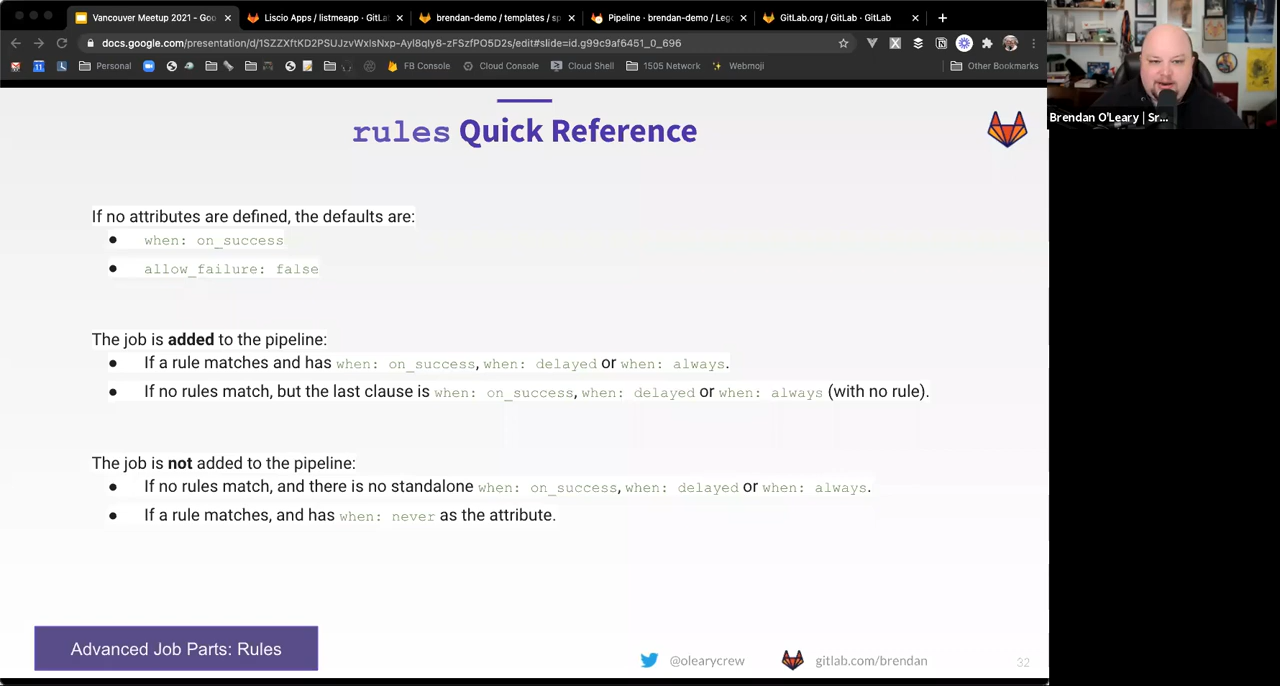 Vancouver Meetup 2021 - Goo
Liscio Apps / listmeapp · GitLa
brendan-demo / templates / sp
Pipeline · brendan-demo / Lego
GitLab.org / GitLab · GitLab
docs.google.com/presentation/d/1SZZXftKD2PSUJzvWxlsNxp-Ayl8qIy8-zFSzfPO5D2s/edit#slide=id.g99c9af6451_0_696
Personal
FB Console
Cloud Console
Cloud Shell
1505 Network
Webmoji
Other Bookmarks
Brendan O'Leary | Sr...
rules Quick Reference
If no attributes are defined, the defaults are:
● when: on_success
● allow_failure: false
The job is added to the pipeline:
● If a rule matches and has when: on_success, when: delayed or when: always.
● If no rules match, but the last clause is when: on_success, when: delayed or when: always (with no rule).
The job is not added to the pipeline:
● If no rules match, and there is no standalone when: on_success, when: delayed or when: always.
● If a rule matches, and has when: never as the attribute.
Advanced Job Parts: Rules
@olearycrew
gitlab.com/brendan
32